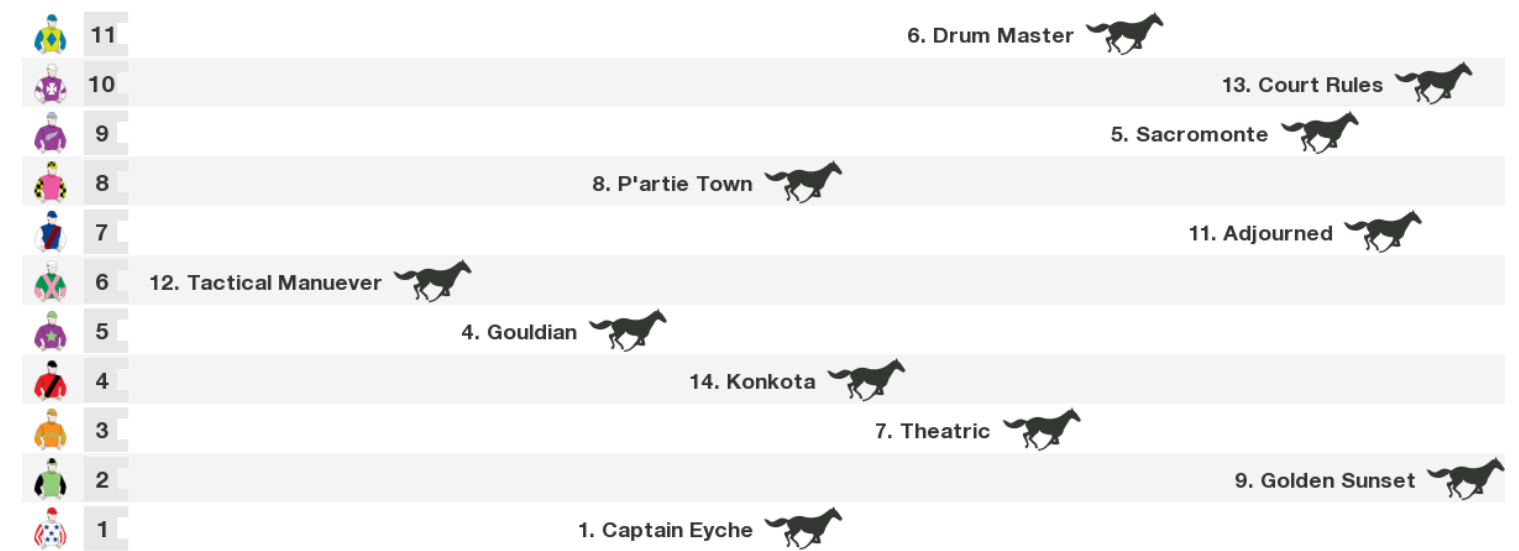 11 6. Drum Master
10 13. Court Rules
9 5. Sacromonte
8 8. P'artie Town
7 11. Adjourned
6 12. Tactical Manuever
5 4. Gouldian
4 14. Konkota
3 7. Theatric
2 9. Golden Sunset
1 1. Captain Eyche